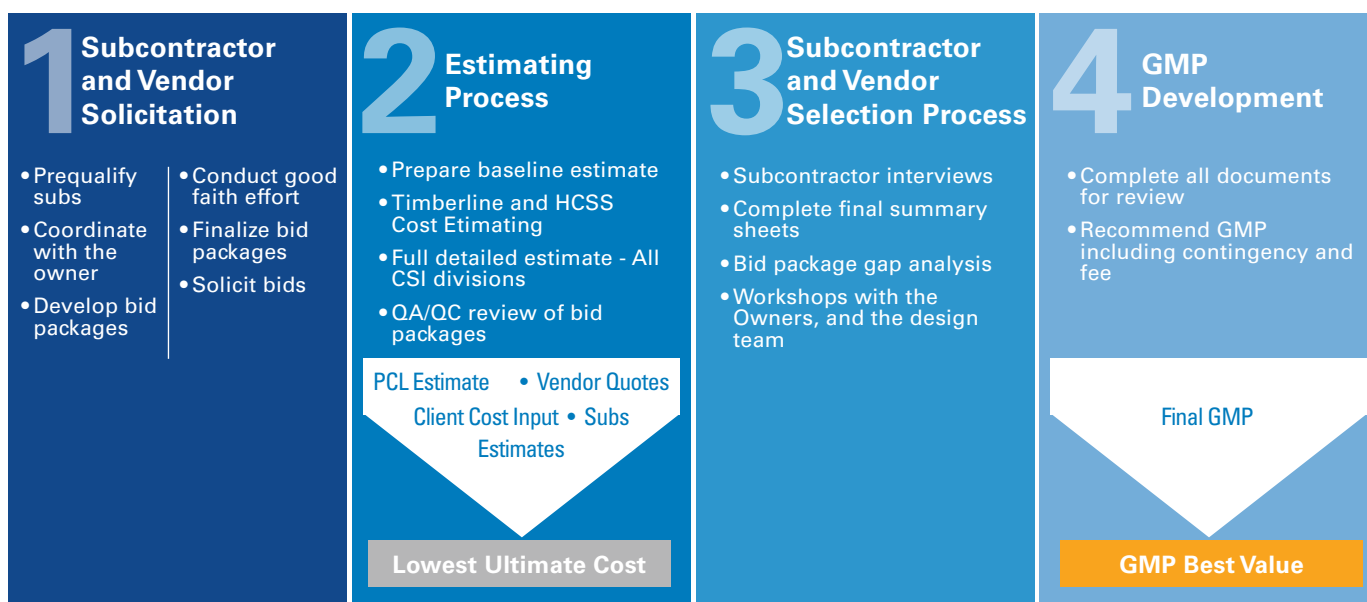 1 Subcontractor
and Vendor
Solicitation
• Prequalify
subs
• Coordinate
with the
owner
• Develop bid
packages
• Conduct good
faith effort
• Finalize bid
packages
• Solicit bids
2 Estimating
Process
• Prepare baseline estimate
• Timberline and HCSS
Cost Etimating
• Full detailed estimate - All
CSI divisions
• QA/QC review of bid
packages
PCL Estimate • Vendor Quotes
Client Cost Input • Subs
Estimates
Lowest Ultimate Cost
3 Subcontractor
and Vendor
Selection Process
• Subcontractor interviews
• Complete final summary
sheets
• Bid package gap analysis
• Workshops with the
Owners, and the design
team
4 GMP
Development
• Complete all documents
for review
• Recommend GMP
including contingency and
fee
Final GMP
GMP Best Value